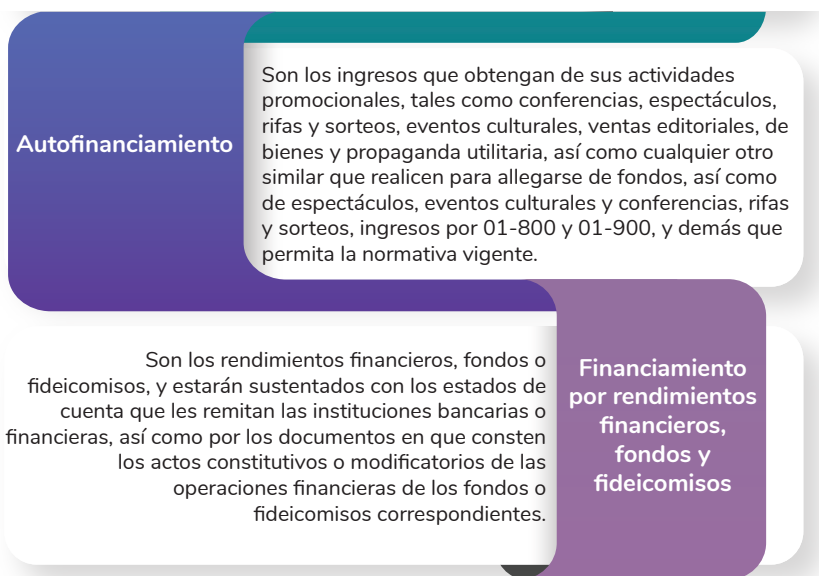 Autofinanciamiento
Son los ingresos que obtengan de sus actividades
promocionales, tales como conferencias, espectáculos,
rifas y sorteos, eventos culturales, ventas editoriales, de
bienes y propaganda utilitaria, así como cualquier otro
similar que realicen para allegarse de fondos, así como
de espectáculos, eventos culturales y conferencias, rifas
y sorteos, ingresos por 01-800 y 01-900, y demás que
permita la normativa vigente.
Son los rendimientos financieros, fondos o
fideicomisos, y estarán sustentados con los estados de
cuenta que les remitan las instituciones bancarias o
financieras, así como por los documentos en que consten
los actos constitutivos o modificatorios de las
operaciones financieras de los fondos o
fideicomisos correspondientes.
Financiamiento
por rendimientos
financieros,
fondos y
fideicomisos